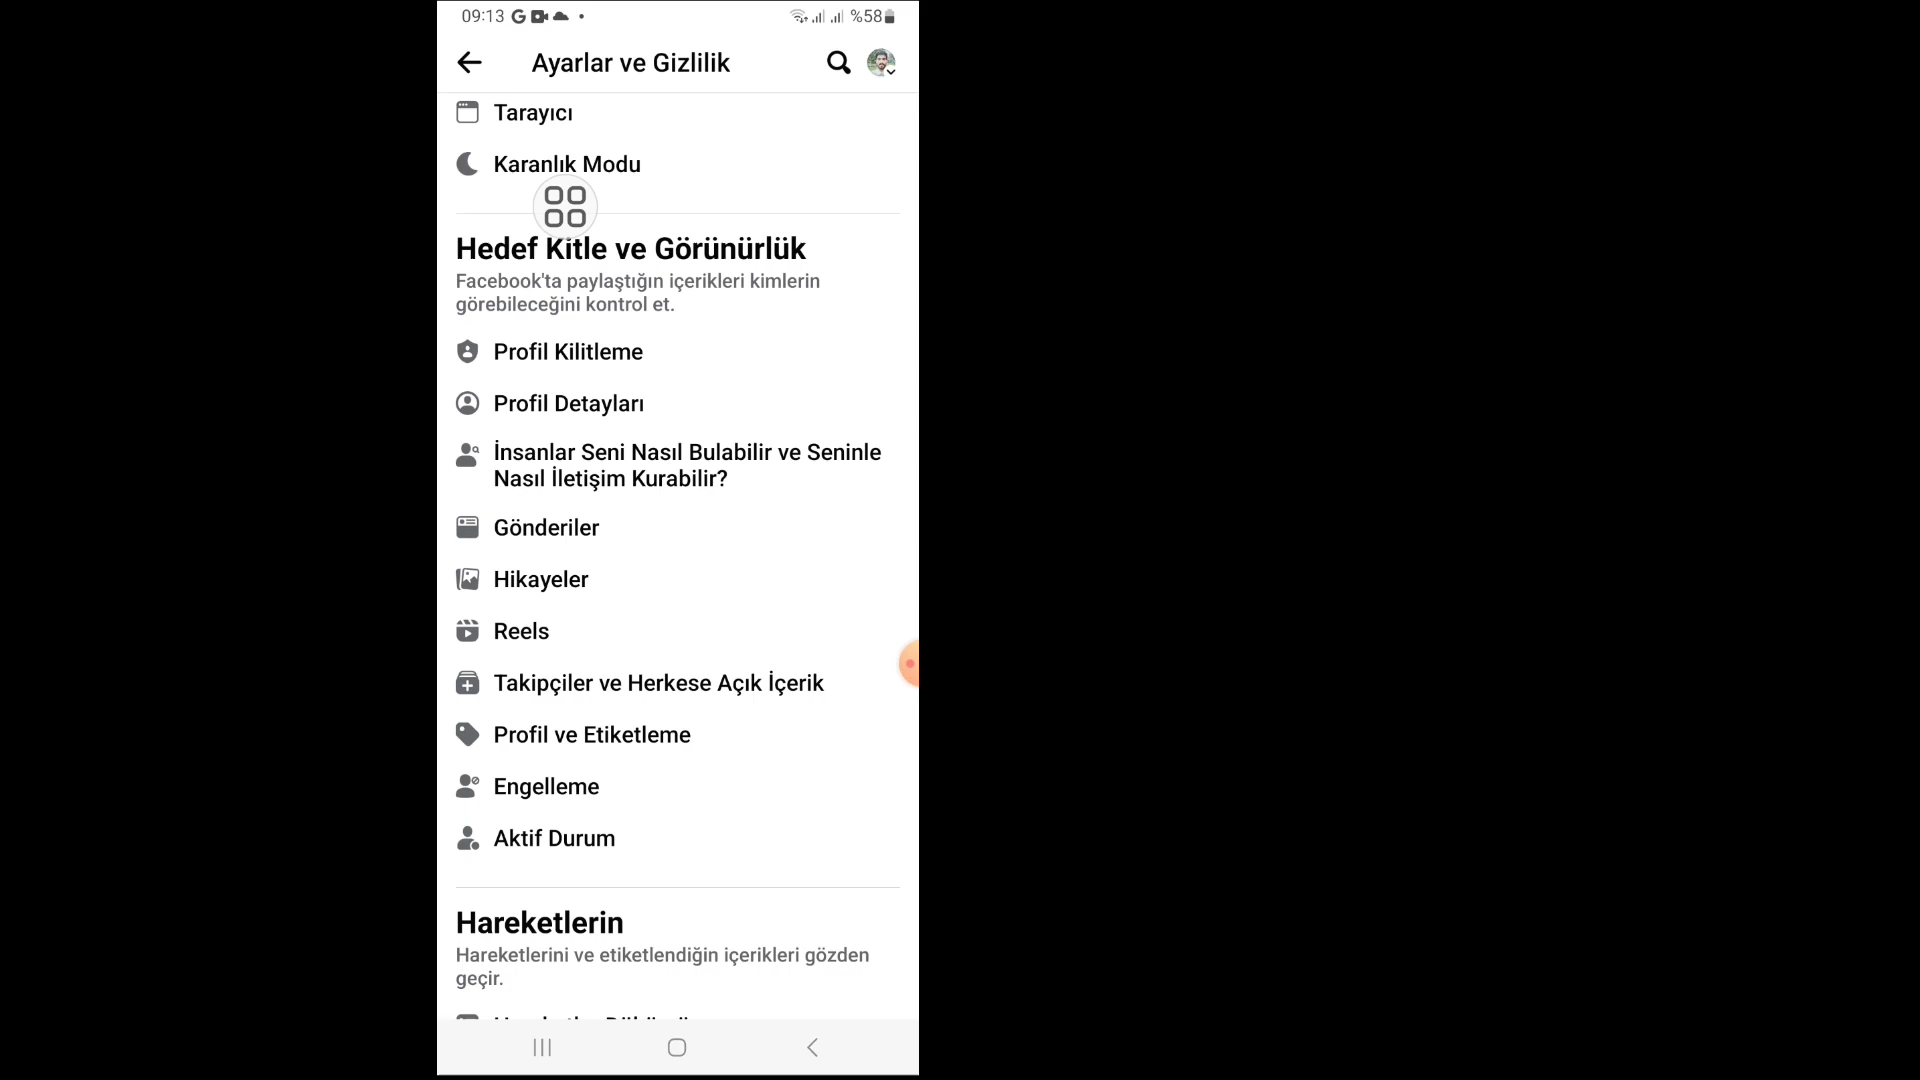 09:13
%58
Ayarlar ve Gizlilik
Tarayıcı
Karanlık Modu
Hedef Kitle ve Görünürlük
Facebook'ta paylaştığın içerikleri kimlerin
görebileceğini kontrol et.
Profil Kilitleme
Profil Detayları
İnsanlar Seni Nasıl Bulabilir ve Seninle
Nasıl İletişim Kurabilir?
Gönderiler
Hikayeler
Reels
Takipçiler ve Herkese Açık İçerik
Profil ve Etiketleme
Engelleme
Aktif Durum
Hareketlerin
Hareketlerini ve etiketlendiğin içerikleri gözden
geçir.